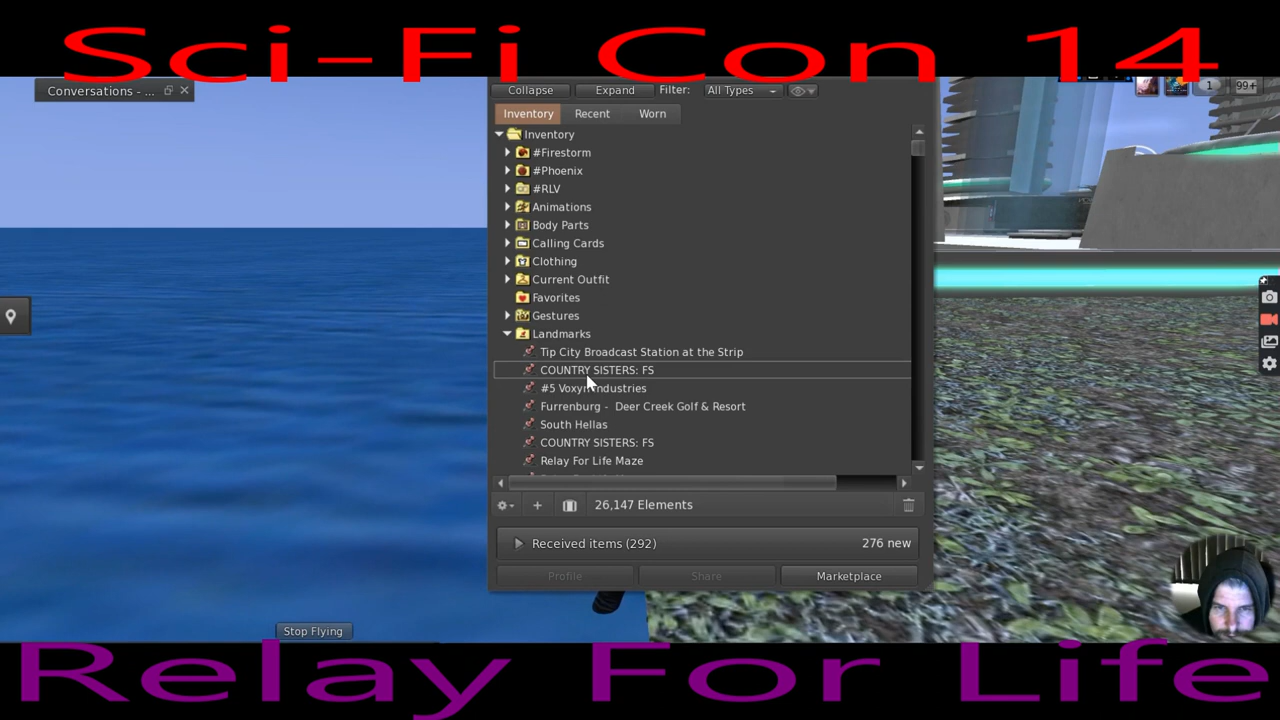 Sci-Fi Con 14
Conversations - ...
Collapse Expand Filter: All Types
1 99+
Inventory Recent Worn
Inventory
#Firestorm
#Phoenix
#RLV
Animations
Body Parts
Calling Cards
Clothing
Current Outfit
Favorites
Gestures
Landmarks
Tip City Broadcast Station at the Strip
COUNTRY SISTERS: FS
#5 Voxyn Industries
Furrenburg - Deer Creek Golf & Resort
South Hellas
COUNTRY SISTERS: FS
Relay For Life Maze
26,147 Elements
Received items (292) 276 new
Profile Share Marketplace
Stop Flying
Relay For Life